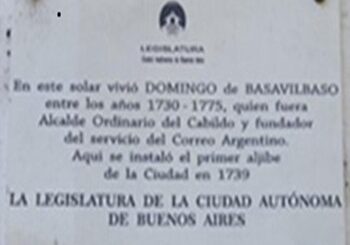 LEGISLATURA
En este solar vivió DOMINGO de BASAVILBASO
entre los años 1730 - 1775, quien fuera
Alcalde Ordinario del Cabildo y fundador
del servicio del Correo Argentino.
Aqui se instaló el primer aljibe
de la Ciudad en 1739
LA LEGISLATURA DE LA CIUDAD AUTÓNOMA
DE BUENOS AIRES